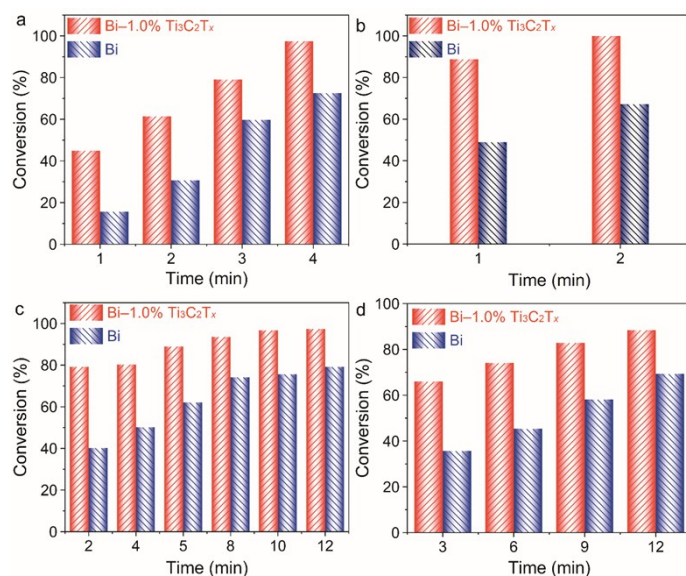 a
Bi–1.0% Ti₃C₂Tₓ
Bi
Conversion (%)
100
80
60
40
20
0
1 2 3 4
Time (min)
b
Bi–1.0% Ti₃C₂Tₓ
Bi
Conversion (%)
100
80
60
40
20
0
1 2
Time (min)
c
Bi–1.0% Ti₃C₂Tₓ
Bi
Conversion (%)
100
80
60
40
20
0
2 4 5 8 10 12
Time (min)
d
Bi–1.0% Ti₃C₂Tₓ
Bi
Conversion (%)
100
80
60
40
20
0
3 6 9 12
Time (min)